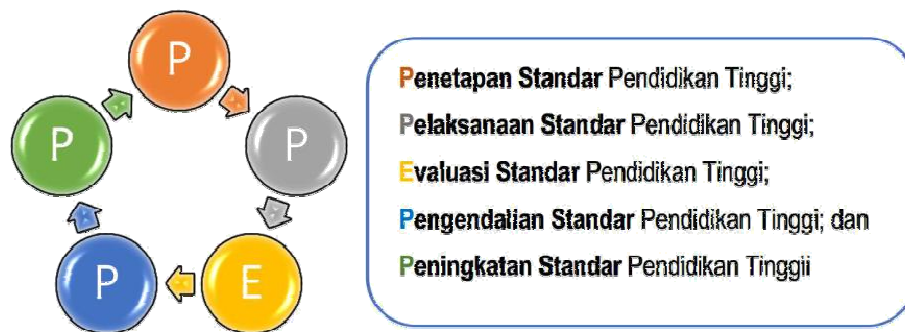 P
P
P
P
E
Penetapan Standar Pendidikan Tinggi;
Pelaksanaan Standar Pendidikan Tinggi;
Evaluasi Standar Pendidikan Tinggi;
Pengendalian Standar Pendidikan Tinggi; dan
Peningkatan Standar Pendidikan Tinggii